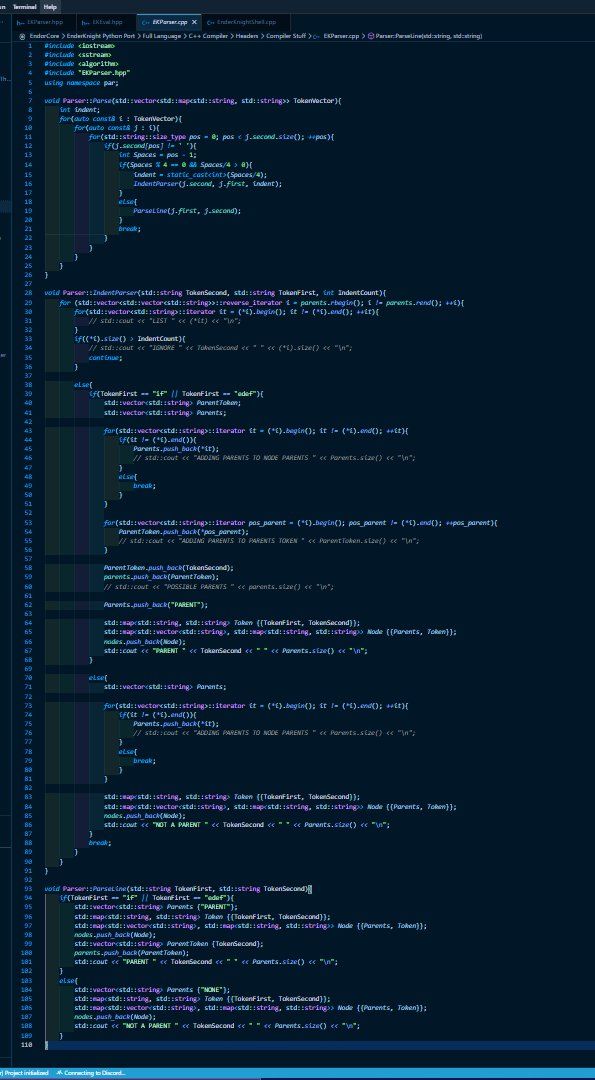 Terminal Help
EKParser.hpp EKEval.hpp EKParser.cpp EnderKnightShell.cpp
EndorCore > EnderKnight Python Port > Full Language > C++ Compiler > Headers > Compiler Stuff > EKParser.cpp > Parser::ParseLine(std::string, std::string)
1 #include <iostream>
2 #include <sstream>
3 #include <algorithm>
4 #include "EKParser.hpp"
5 using namespace par;
6
7 void Parser::Parse(std::vector<std::map<std::string, std::string>> TokenVector){
8 int indent;
9 for(auto const& i : TokenVector){
10 for(auto const& j : i){
11 for(std::string::size_type pos = 0; pos < j.second.size(); ++pos){
12 if(j.second[pos] != ' '){
13 int Spaces = pos - 1;
14 if(Spaces % 4 == 0 && Spaces/4 > 0){
15 indent = static_cast<int>(Spaces/4);
16 IndentParser(j.second, j.first, indent);
17 }
18 else{
19 ParseLine(j.first, j.second);
20 }
21 break;
22 }
23 }
24 }
25 }
26 }
27
28 void Parser::IndentParser(std::string TokenSecond, std::string TokenFirst, int IndentCount){
29 for (std::vector<std::vector<std::string>>::reverse_iterator i = parents.rbegin(); i != parents.rend(); ++i){
30 for(std::vector<std::string>::iterator it = (*i).begin(); it != (*i).end(); ++it){
31 // std::cout << "LIST " << (*it) << "\n";
32 }
33 if((*i).size() > IndentCount){
34 // std::cout << "IGNORE " << TokenSecond << " " << (*i).size() << "\n";
35 continue;
36 }
37
38 else{
39 if(TokenFirst == "if" || TokenFirst == "edef"){
40 std::vector<std::string> ParentToken;
41 std::vector<std::string> Parents;
42
43 for(std::vector<std::string>::iterator it = (*i).begin(); it != (*i).end(); ++it){
44 if(it != (*i).end()){
45 Parents.push_back(*it);
46 // std::cout << "ADDING PARENTS TO NODE PARENTS " << Parents.size() << "\n";
47 }
48 else{
49 break;
50 }
51 }
52
53 for(std::vector<std::string>::iterator pos_parent = (*i).begin(); pos_parent != (*i).end(); ++pos_parent){
54 ParentToken.push_back(*pos_parent);
55 // std::cout << "ADDING PARENTS TO PARENTS TOKEN " << ParentToken.size() << "\n";
56 }
57
58 ParentToken.push_back(TokenSecond);
59 parents.push_back(ParentToken);
60 // std::cout << "POSSIBLE PARENTS " << parents.size() << "\n";
61
62 Parents.push_back("PARENT");
63
64 std::map<std::string, std::string> Token {{TokenFirst, TokenSecond}};
65 std::map<std::vector<std::string>, std::map<std::string, std::string>> Node {{Parents, Token}};
66 nodes.push_back(Node);
67 std::cout << "PARENT " << TokenSecond << " " << Parents.size() << "\n";
68 }
69
70 else{
71 std::vector<std::string> Parents;
72
73 for(std::vector<std::string>::iterator it = (*i).begin(); it != (*i).end(); ++it){
74 if(it != (*i).end()){
75 Parents.push_back(*it);
76 // std::cout << "ADDING PARENTS TO NODE PARENTS " << Parents.size() << "\n";
77 }
78 else{
79 break;
80 }
81 }
82
83 std::map<std::string, std::string> Token {{TokenFirst, TokenSecond}};
84 std::map<std::vector<std::string>, std::map<std::string, std::string>> Node {{Parents, Token}};
85 nodes.push_back(Node);
86 std::cout << "NOT A PARENT " << TokenSecond << " " << Parents.size() << "\n";
87 }
88 break;
89 }
90 }
91 }
92
93 void Parser::ParseLine(std::string TokenFirst, std::string TokenSecond){
94 if(TokenFirst == "if" || TokenFirst == "edef"){
95 std::vector<std::string> Parents {"PARENT"};
96 std::map<std::string, std::string> Token {{TokenFirst, TokenSecond}};
97 std::map<std::vector<std::string>, std::map<std::string, std::string>> Node {{Parents, Token}};
98 nodes.push_back(Node);
99 std::vector<std::string> ParentToken {TokenSecond};
100 parents.push_back(ParentToken);
101 std::cout << "PARENT " << TokenSecond << " " << Parents.size() << "\n";
102 }
103 else{
104 std::vector<std::string> Parents {"NONE"};
105 std::map<std::string, std::string> Token {{TokenFirst, TokenSecond}};
106 std::map<std::vector<std::string>, std::map<std::string, std::string>> Node {{Parents, Token}};
107 nodes.push_back(Node);
108 std::cout << "NOT A PARENT " << TokenSecond << " " << Parents.size() << "\n";
109 }
110 }
Project initialized Connecting to Discord...